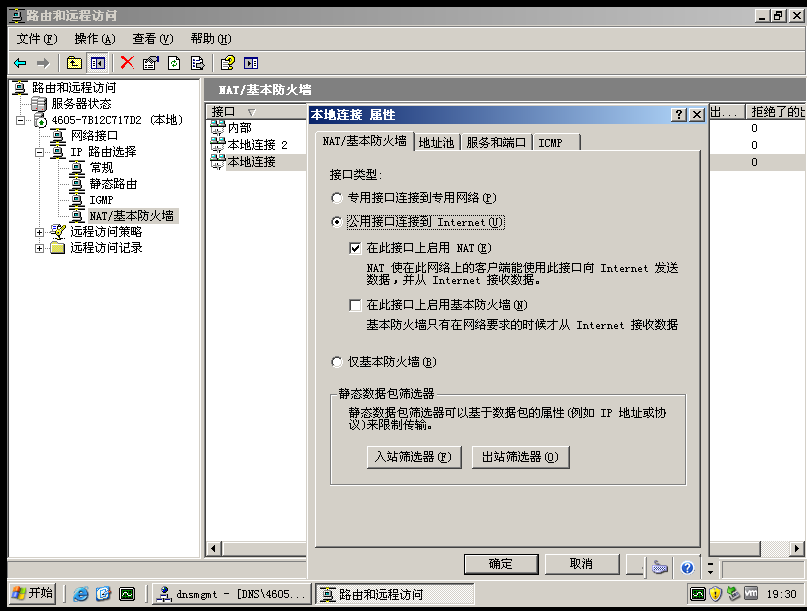 路由和远程访问
文件(F) 操作(A) 查看(V) 帮助(H)
路由和远程访问
服务器状态
4605-7B12C717D2 (本地)
网络接口
IP 路由选择
常规
静态路由
IGMP
NAT/基本防火墙
远程访问策略
远程访问记录
NAT/基本防火墙
接口
出... 拒绝了的出
内部 0
本地连接 2 0
本地连接 0
本地连接 属性
NAT/基本防火墙 地址池 服务和端口 ICMP
接口类型:
专用接口连接到专用网络(P)
公用接口连接到 Internet(U)
在此接口上启用 NAT(E)
NAT 使在此网络上的客户端能使用此接口向 Internet 发送
数据，并从 Internet 接收数据。
在此接口上启用基本防火墙(N)
基本防火墙只有在网络要求的时候才从 Internet 接收数据
仅基本防火墙(B)
静态数据包筛选器
静态数据包筛选器可以基于数据包的属性(例如 IP 地址或协
议)来限制传输。
入站筛选器(F) 出站筛选器(O)
确定 取消
开始 dnsmgmt - [DNS\4605... 路由和远程访问 19:30